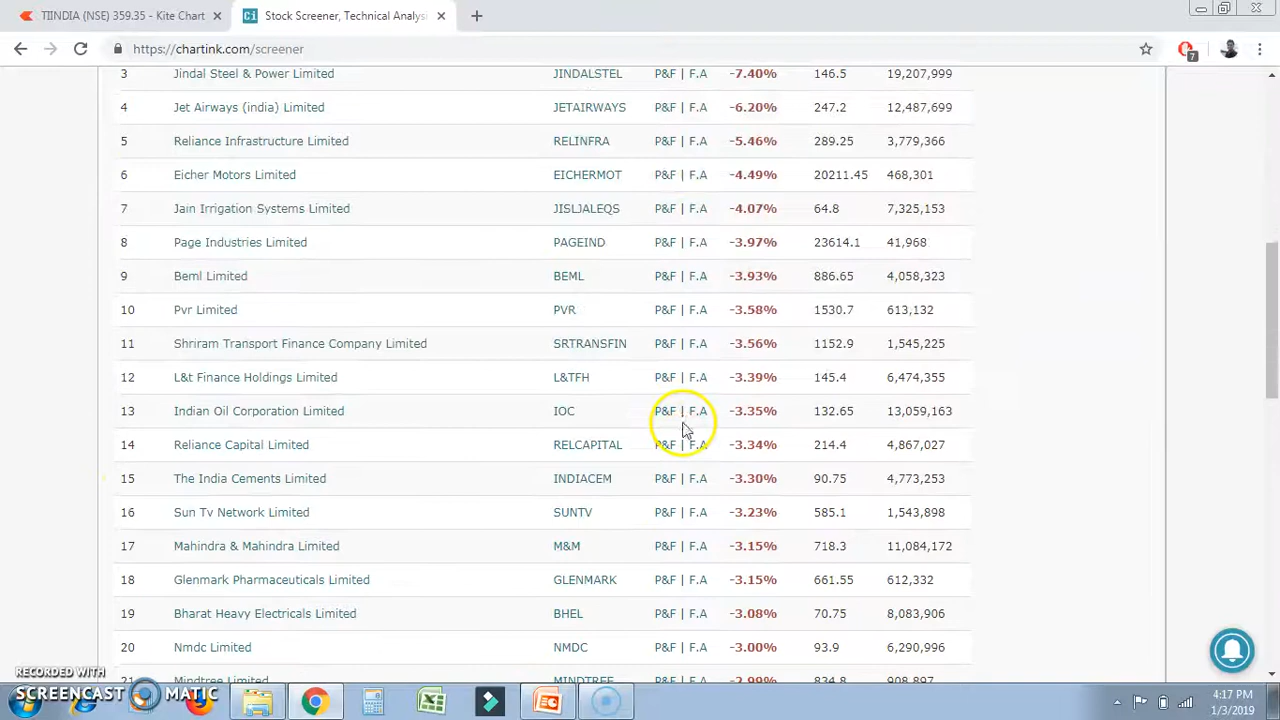 TIINDIA (NSE) 359.35 - Kite Chart
Stock Screener, Technical Analys
https://chartink.com/screener
7
3 Jindal Steel & Power Limited JINDALSTEL P&F | F.A -7.40% 146.5 19,207,999
4 Jet Airways (india) Limited JETAIRWAYS P&F | F.A -6.20% 247.2 12,487,699
5 Reliance Infrastructure Limited RELINFRA P&F | F.A -5.46% 289.25 3,779,366
6 Eicher Motors Limited EICHERMOT P&F | F.A -4.49% 20211.45 468,301
7 Jain Irrigation Systems Limited JISLJALEQS P&F | F.A -4.07% 64.8 7,325,153
8 Page Industries Limited PAGEIND P&F | F.A -3.97% 23614.1 41,968
9 Beml Limited BEML P&F | F.A -3.93% 886.65 4,058,323
10 Pvr Limited PVR P&F | F.A -3.58% 1530.7 613,132
11 Shriram Transport Finance Company Limited SRTRANSFIN P&F | F.A -3.56% 1152.9 1,545,225
12 L&t Finance Holdings Limited L&TFH P&F | F.A -3.39% 145.4 6,474,355
13 Indian Oil Corporation Limited IOC P&F | F.A -3.35% 132.65 13,059,163
14 Reliance Capital Limited RELCAPITAL P&F | F.A -3.34% 214.4 4,867,027
15 The India Cements Limited INDIACEM P&F | F.A -3.30% 90.75 4,773,253
16 Sun Tv Network Limited SUNTV P&F | F.A -3.23% 585.1 1,543,898
17 Mahindra & Mahindra Limited M&M P&F | F.A -3.15% 718.3 11,084,172
18 Glenmark Pharmaceuticals Limited GLENMARK P&F | F.A -3.15% 661.55 612,332
19 Bharat Heavy Electricals Limited BHEL P&F | F.A -3.08% 70.75 8,083,906
20 Nmdc Limited NMDC P&F | F.A -3.00% 93.9 6,290,996
21 Mindtree Limited MINDTREE P&F | F.A -2.99% 834.8 908,897
RECORDED WITH
SCREENCAST MATIC
4:17 PM
1/3/2019